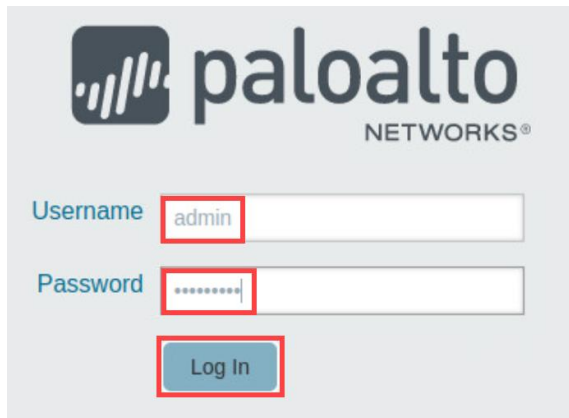 paloalto
NETWORKS®
Username admin
Password •••••••••
Log In